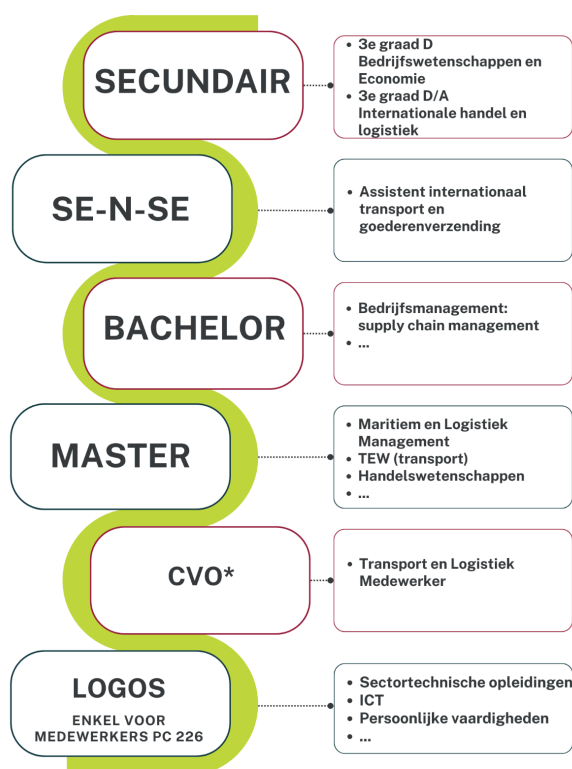 SECUNDAIR
• 3e graad D
Bedrijfswetenschappen en
Economie
• 3e graad D/A
Internationale handel en
logistiek
SE-N-SE
• Assistent internationaal
transport en
goederenverzending
BACHELOR
• Bedrijfsmanagement:
supply chain management
• ...
MASTER
• Maritiem en Logistiek
Management
• TEW (transport)
• Handelswetenschappen
• ...
CVO*
• Transport en Logistiek
Medewerker
LOGOS
ENKEL VOOR
MEDEWERKERS PC 226
• Sectortechnische opleidingen
• ICT
• Persoonlijke vaardigheden
• ...